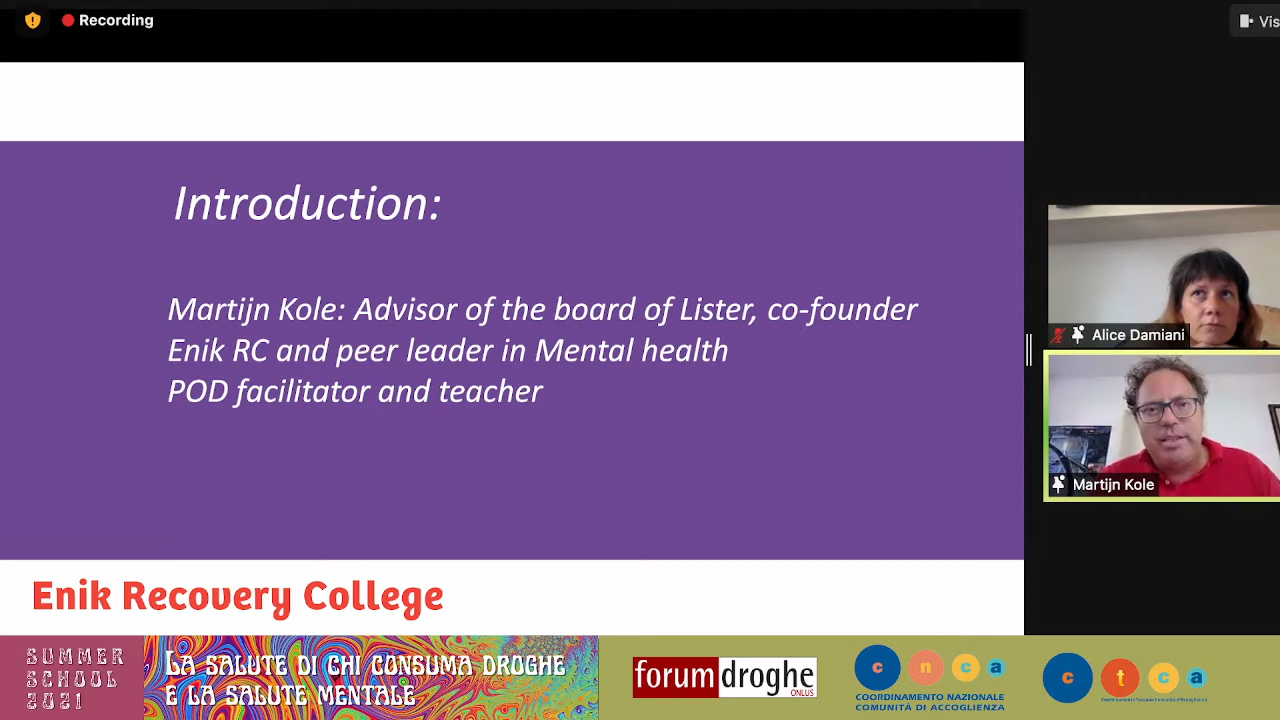 Recording
Vis
Introduction:
Martijn Kole: Advisor of the board of Lister, co-founder
Enik RC and peer leader in Mental health
POD facilitator and teacher
Alice Damiani
Martijn Kole
Enik Recovery College
SUMMER
SCHOOL
2021
LA SALUTE DI CHI CONSUMA DROGHE
E LA SALUTE MENTALE
forumdroghe
ONLUS
c n c a
COORDINAMENTO NAZIONALE
COMUNITÀ DI ACCOGLIENZA
c t c a